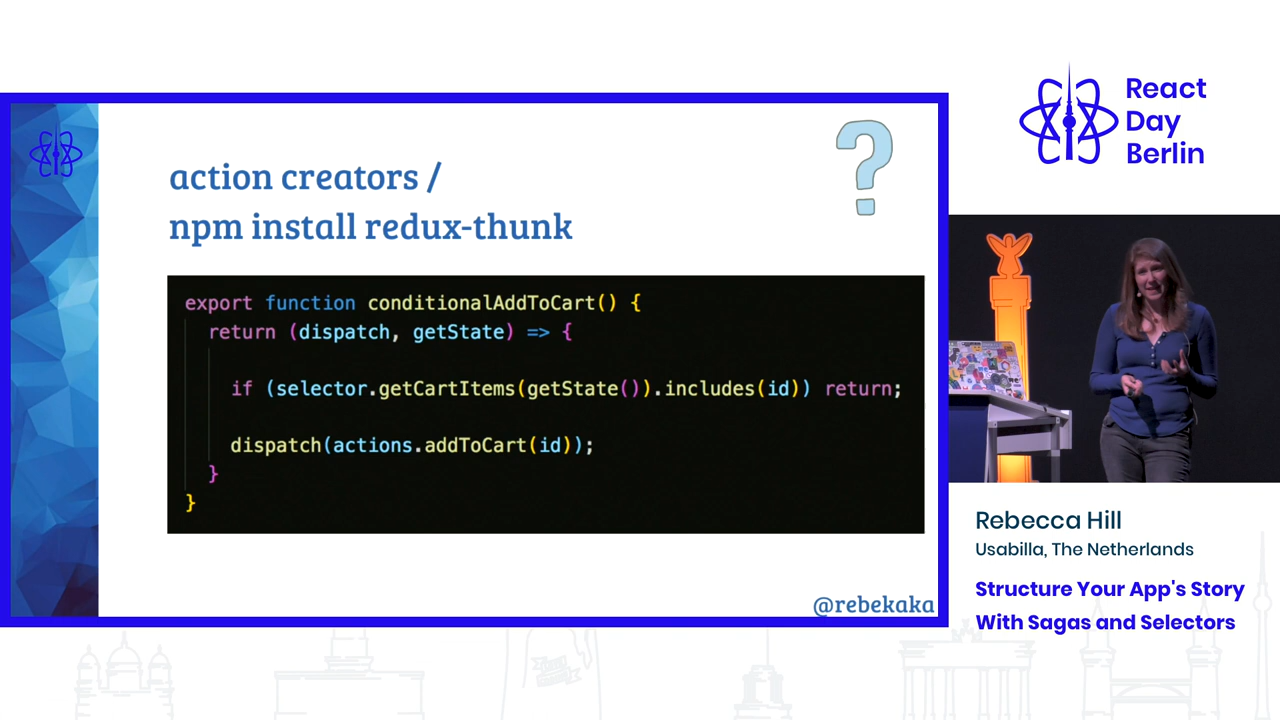 action creators /
npm install redux-thunk
?
export function conditionalAddToCart() {
return (dispatch, getState) => {
if (selector.getCartItems(getState()).includes(id)) return;
dispatch(actions.addToCart(id));
}
}
@rebekaka
React
Day
Berlin
Rebecca Hill
Usabilla, The Netherlands
Structure Your App's Story
With Sagas and Selectors